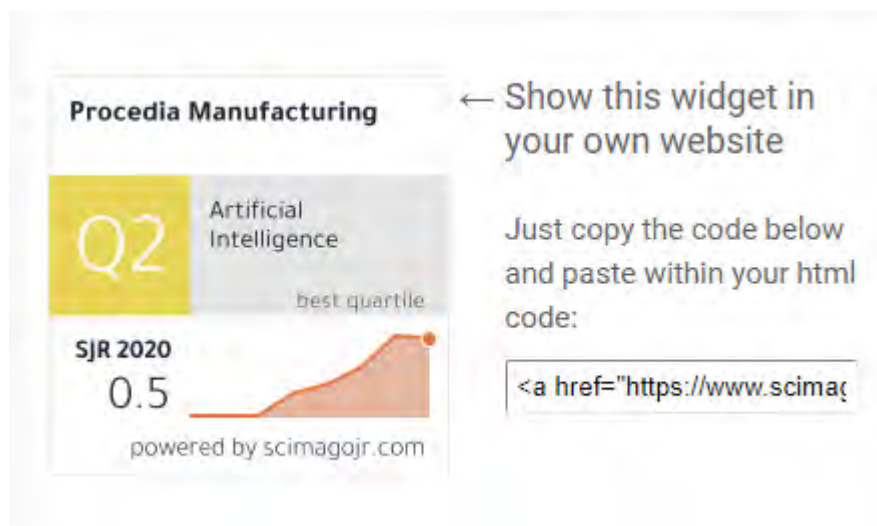 Procedia Manufacturing
Q2
Artificial
Intelligence
best quartile
SJR 2020
0.5
powered by scimagojr.com
← Show this widget in
your own website
Just copy the code below
and paste within your html
code:
<a href="https://www.scimag